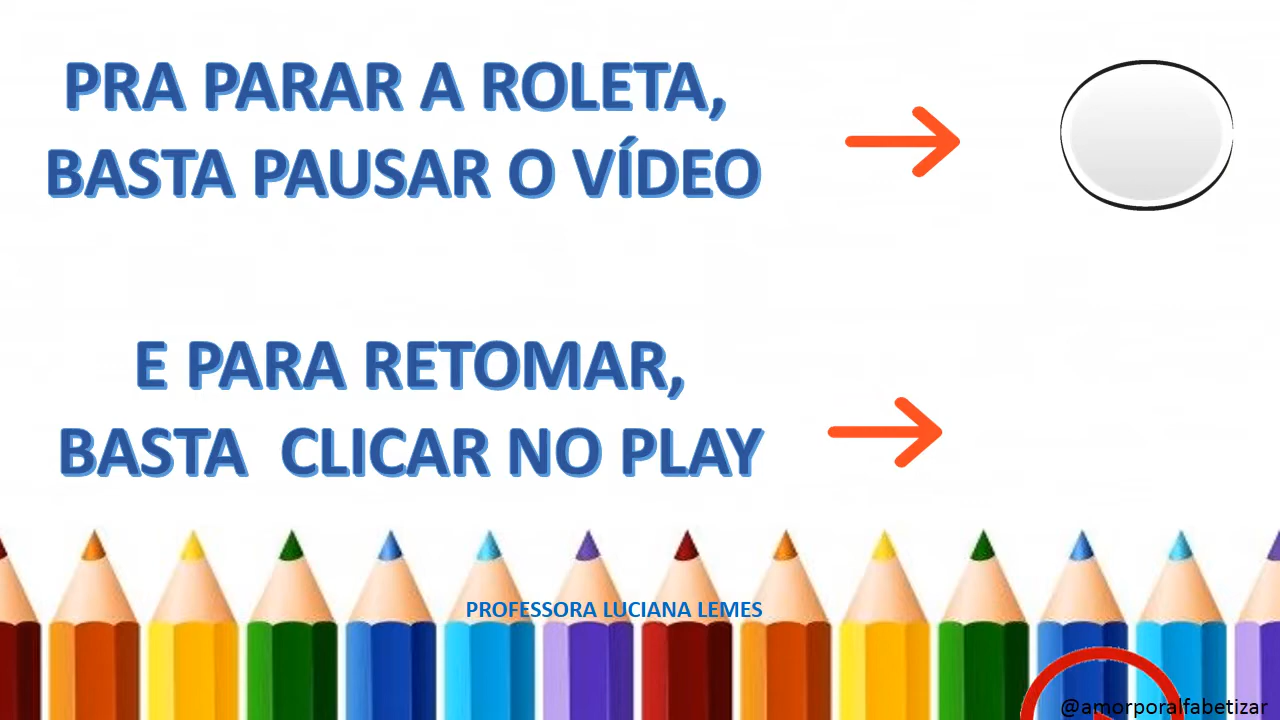 PRA PARAR A ROLETA,
BASTA PAUSAR O VÍDEO
E PARA RETOMAR,
BASTA  CLICAR NO PLAY
PROFESSORA LUCIANA LEMES
@amorporalfabetizar